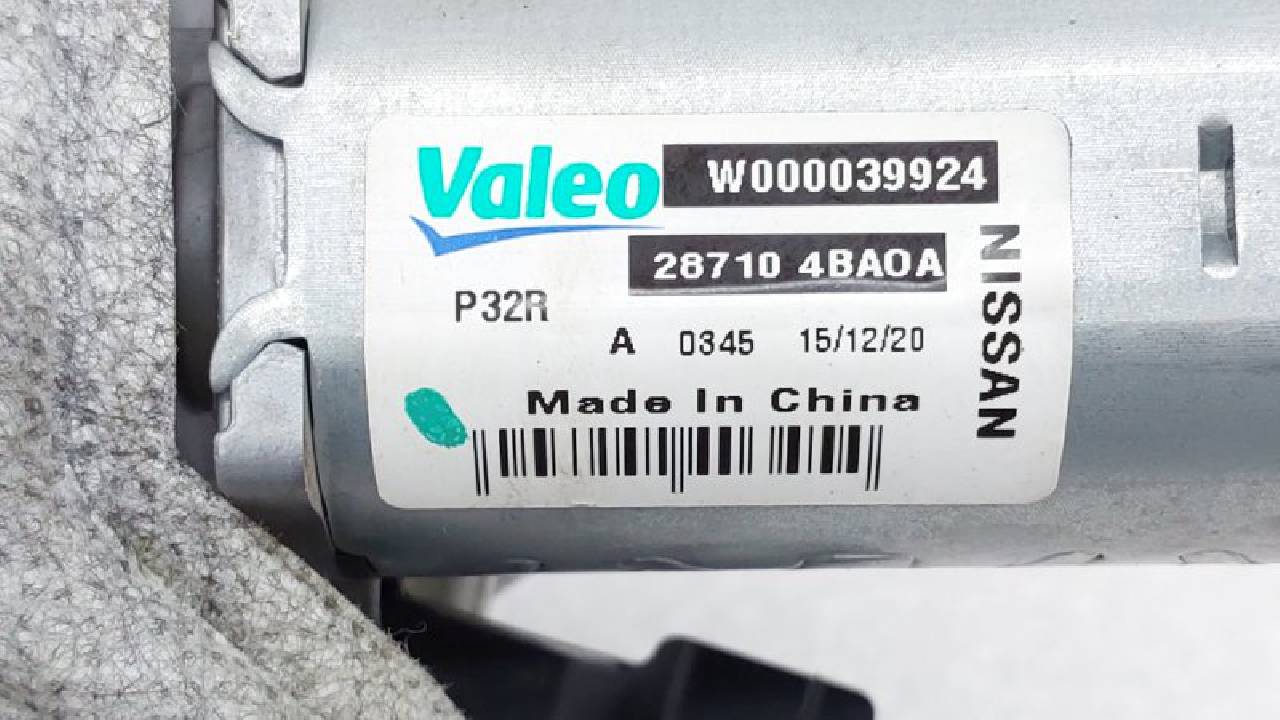 Valeo W000039924
28710 4BA0A
P32R
A 0345 15/12/20
Made In China
NISSAN